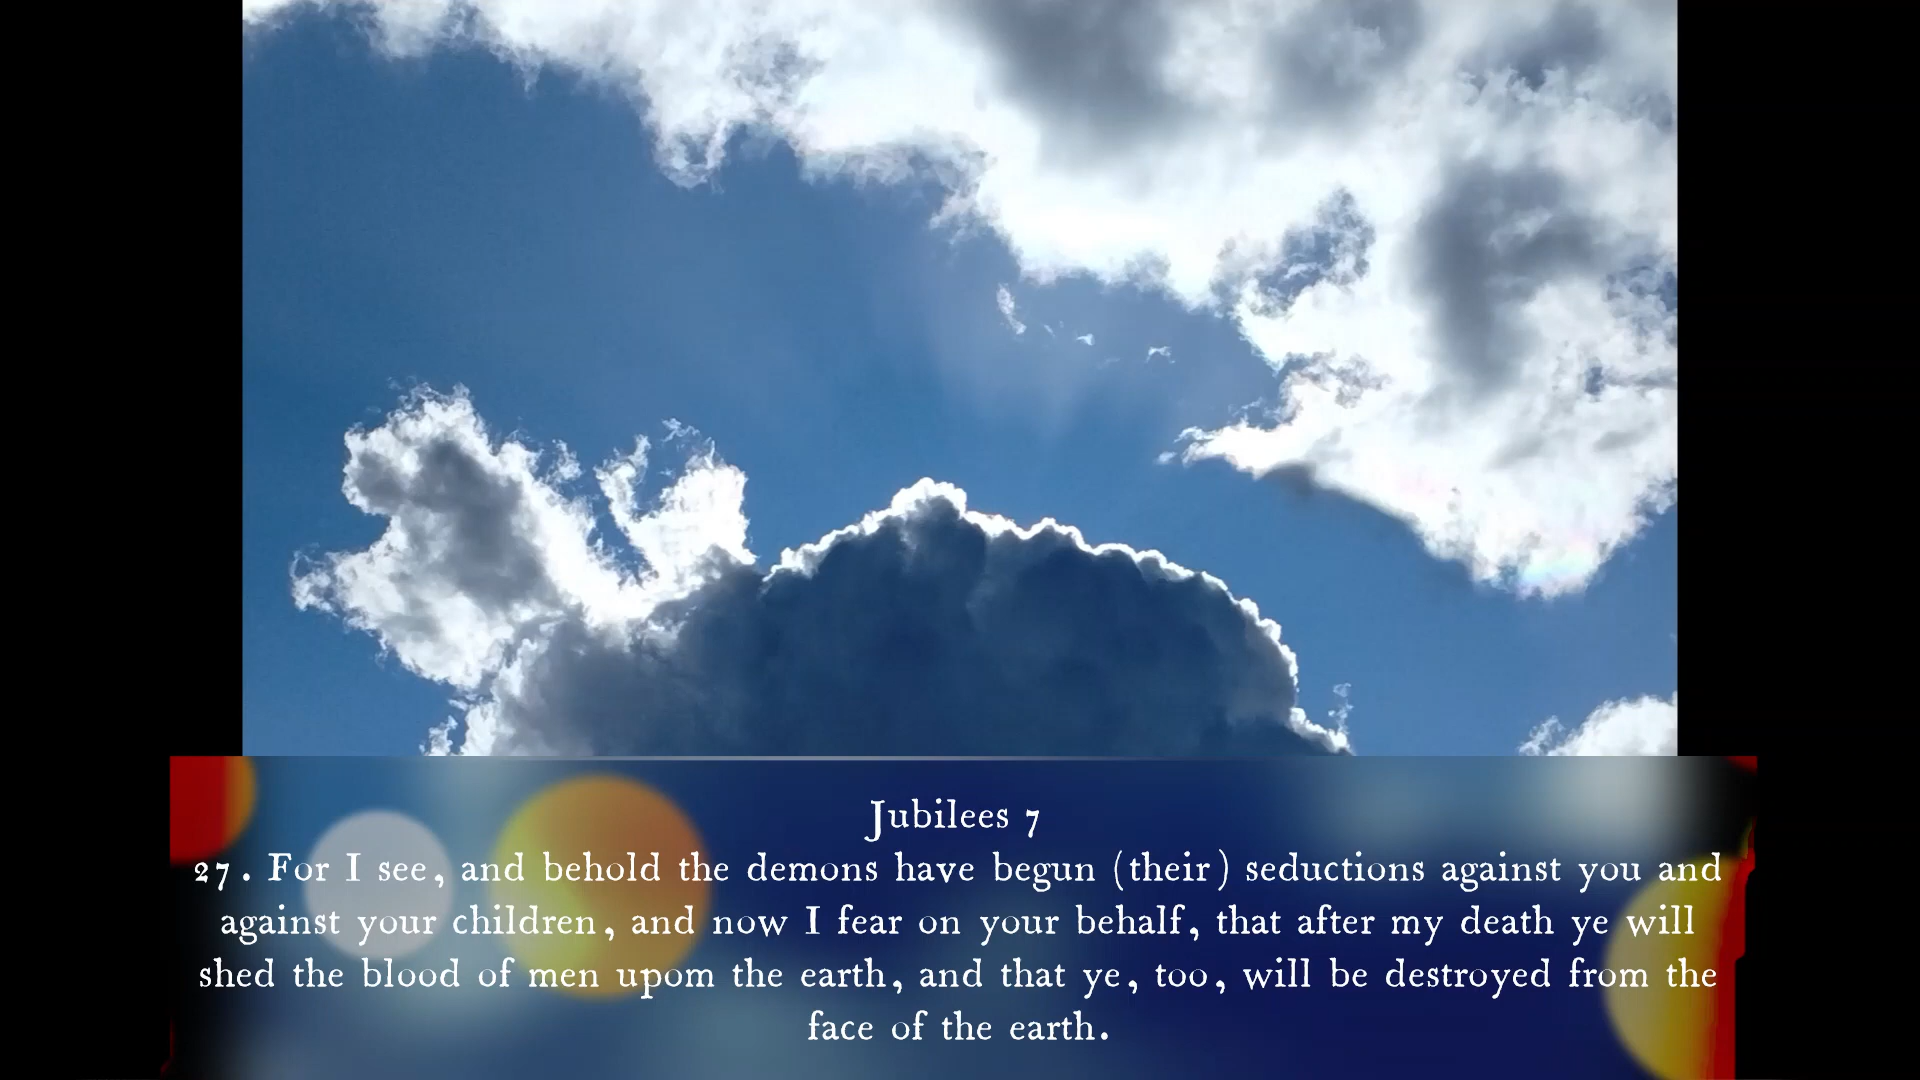 Jubilees 7
27. For I see, and behold the demons have begun (their) seductions against you and
against your children, and now I fear on your behalf, that after my death ye will
shed the blood of men upom the earth, and that ye, too, will be destroyed from the
face of the earth.